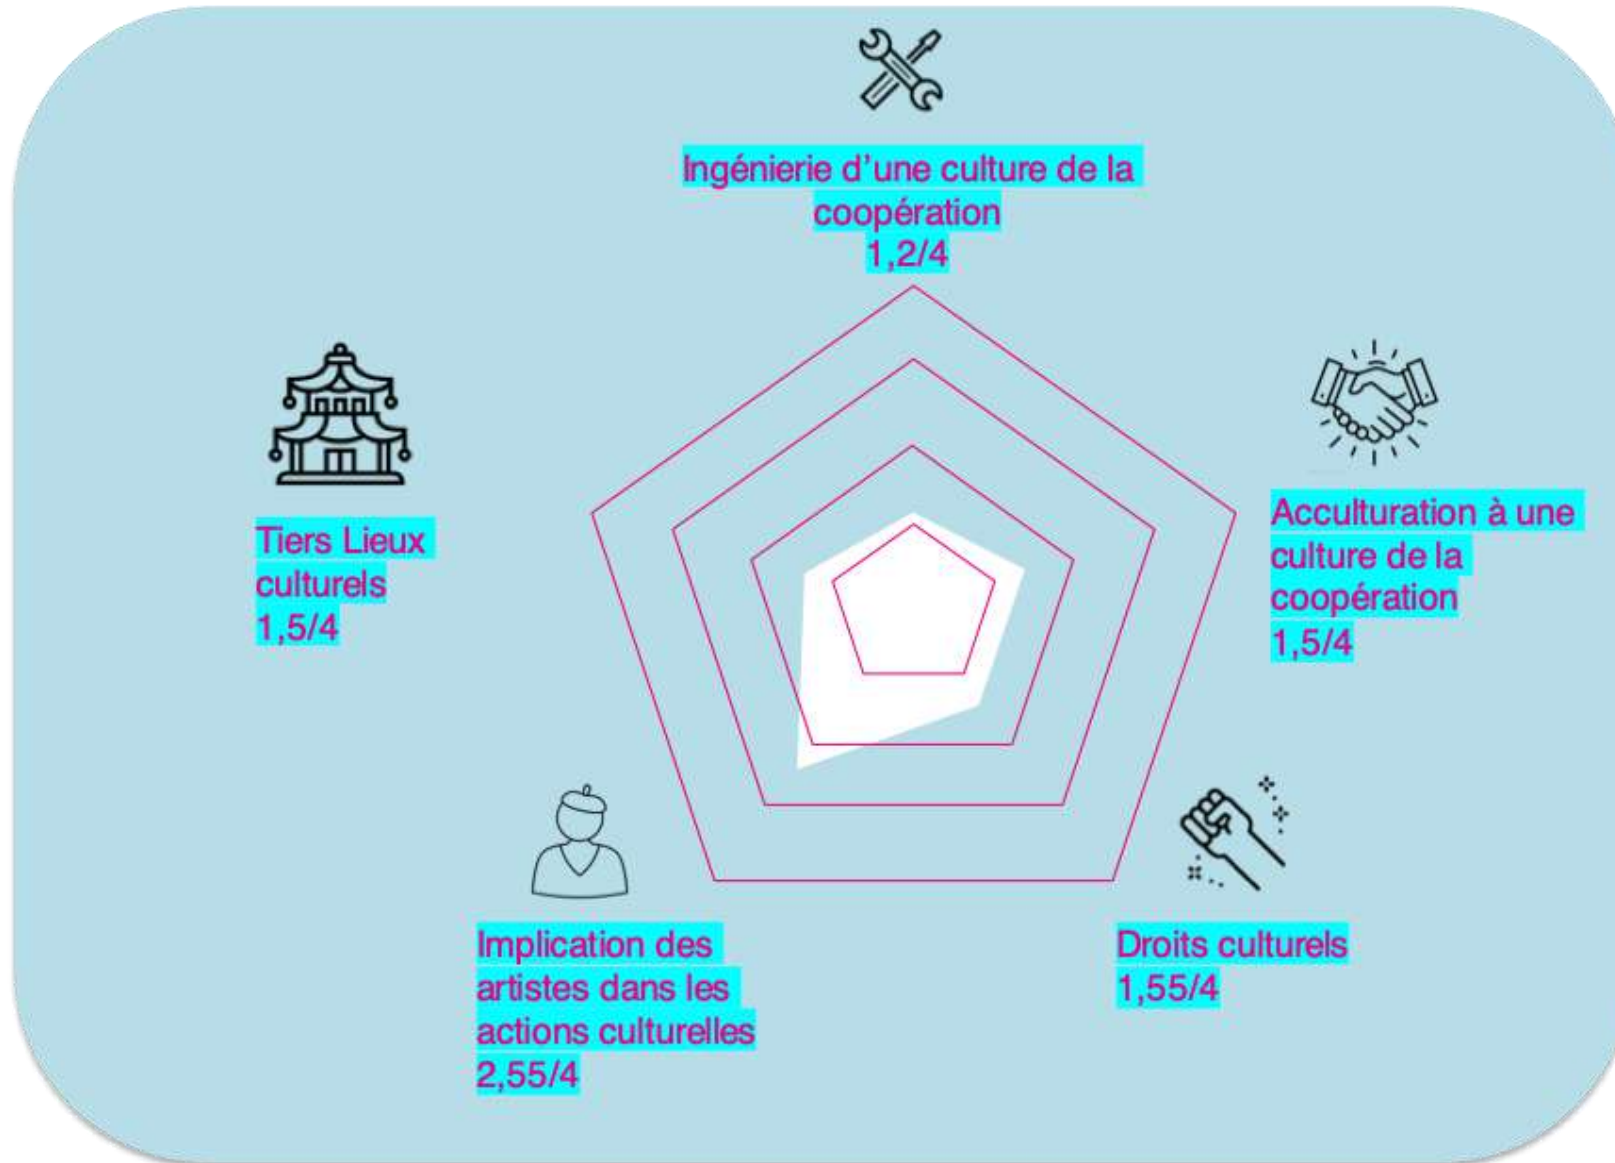 Ingénierie d'une culture de la
coopération
1,2/4
Tiers Lieux
culturels
1,5/4
Acculturation à une
culture de la
coopération
1,5/4
Implication des
artistes dans les
actions culturelles
2,55/4
Droits culturels
1,55/4